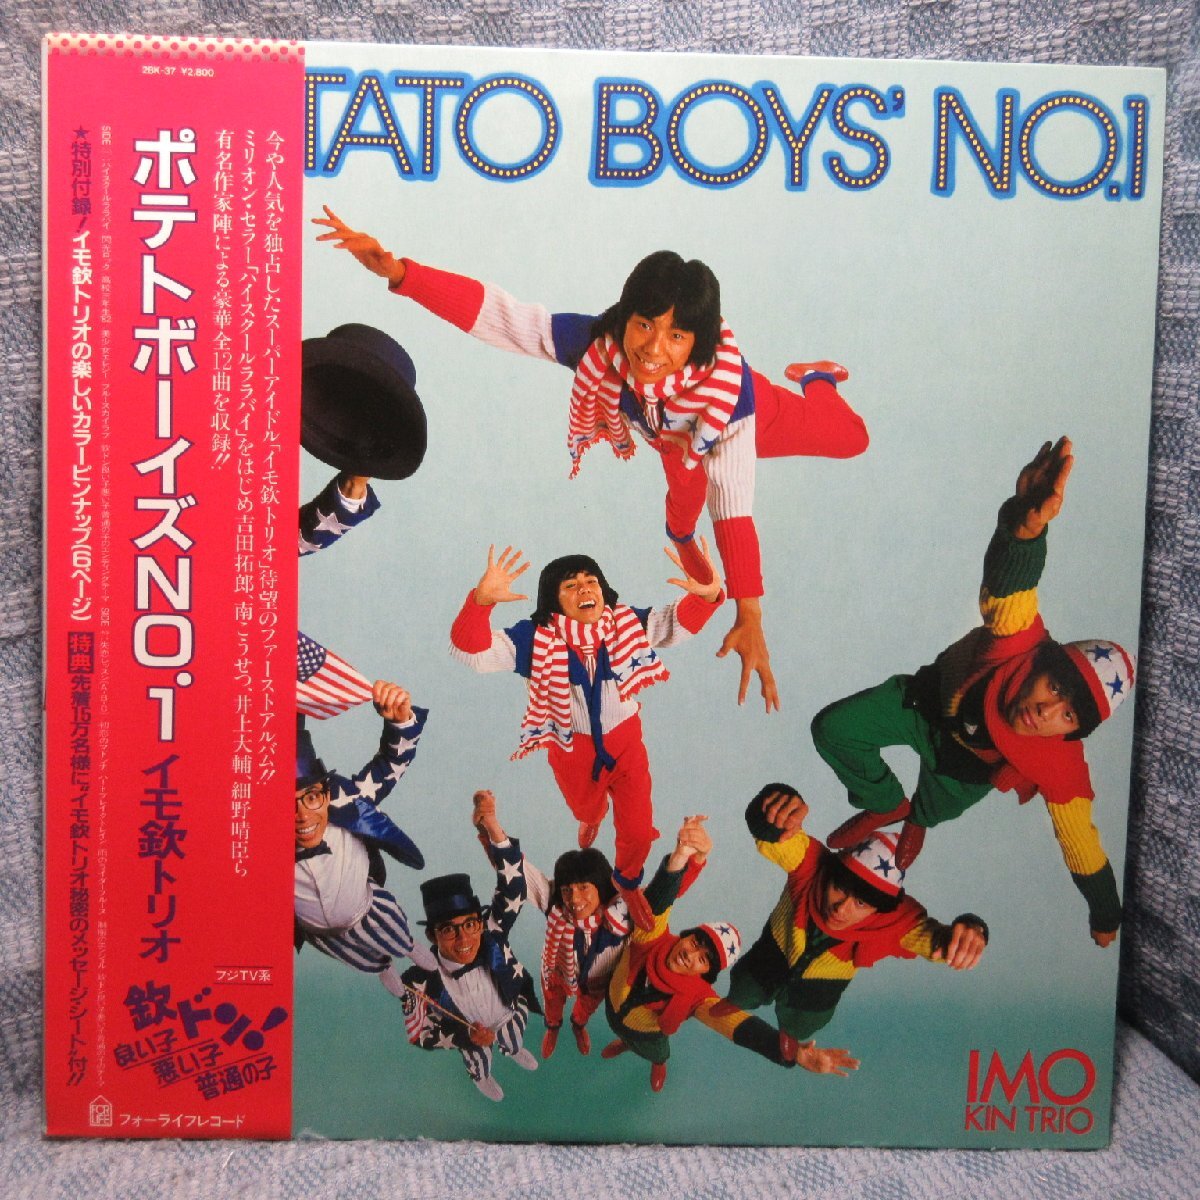 2BK-37 ¥2,800
TATO BOYS' NO.1
今や人気を独占したスーパーアイドル「イモ欽トリオ」待望のファーストアルバム!!
ミリオン・セラー「ハイスクールララバイ」をはじめ吉田拓郎、南こうせつ、井上大輔、細野晴臣ら
有名作家陣による豪華全12曲を収録!!
ポテトボーイズNO.1 イモ欽トリオ
★特別付録!イモ欽トリオの楽しいカラーピンナップ(6ページ) 特典 先着15万名様に"イモ欽トリオ秘密のメッセージ・シート"付!!
フジTV系
欽ドン!
良い子
悪い子
普通の子
FOR
LIFE
フォーライフレコード
IMO
KIN TRIO